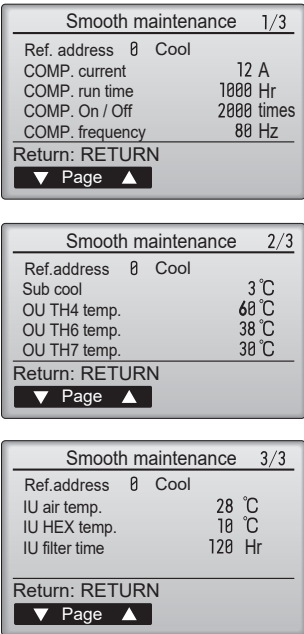 Smooth maintenance 1/3
Ref. address 0 Cool
COMP. current 12 A
COMP. run time 1000 Hr
COMP. On / Off 2000 times
COMP. frequency 80 Hz
Return: RETURN
▼ Page ▲
Smooth maintenance 2/3
Ref.address 0 Cool
Sub cool 3℃
OU TH4 temp. 60℃
OU TH6 temp. 38℃
OU TH7 temp. 30℃
Return: RETURN
▼ Page ▲
Smooth maintenance 3/3
Ref.address 0 Cool
IU air temp. 28 ℃
IU HEX temp. 10 ℃
IU filter time 120 Hr
Return: RETURN
▼ Page ▲